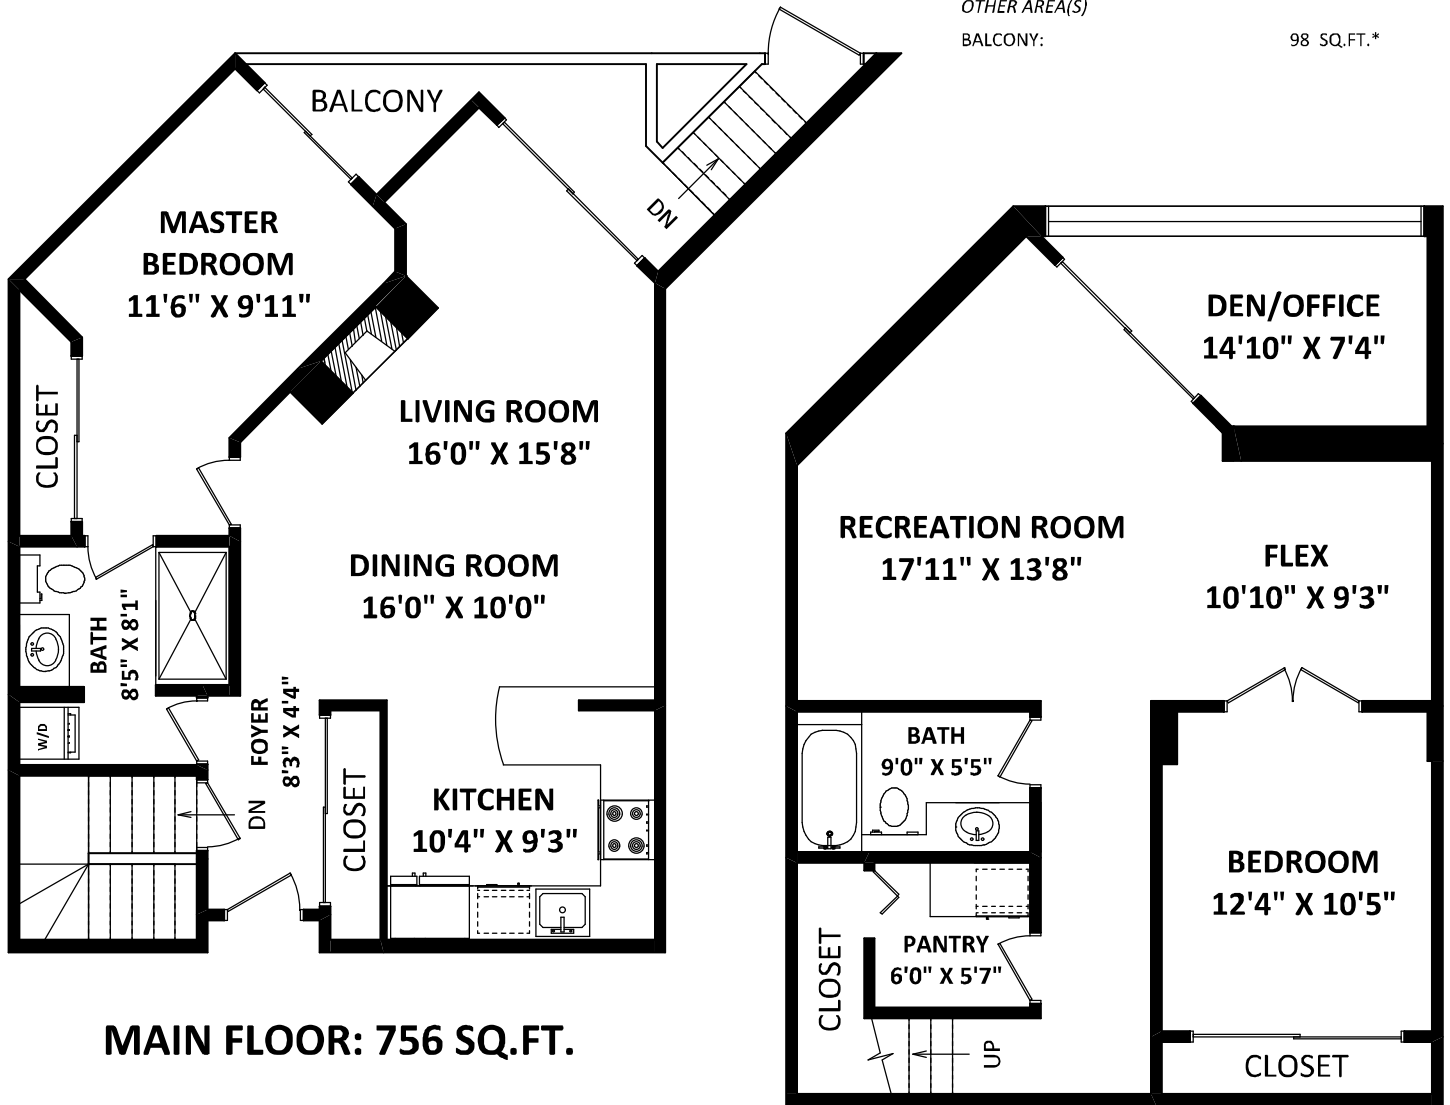 OTHER AREA(S)
BALCONY: 98 SQ.FT.*
BALCONY
DN
MASTER
BEDROOM
11'6" X 9'11"
CLOSET
LIVING ROOM
16'0" X 15'8"
DINING ROOM
16'0" X 10'0"
BATH
8'5" X 8'1"
W/D
FOYER
8'3" X 4'4"
DN
CLOSET
KITCHEN
10'4" X 9'3"
MAIN FLOOR: 756 SQ.FT.
DEN/OFFICE
14'10" X 7'4"
RECREATION ROOM
17'11" X 13'8"
FLEX
10'10" X 9'3"
BATH
9'0" X 5'5"
BEDROOM
12'4" X 10'5"
PANTRY
6'0" X 5'7"
CLOSET
UP
CLOSET